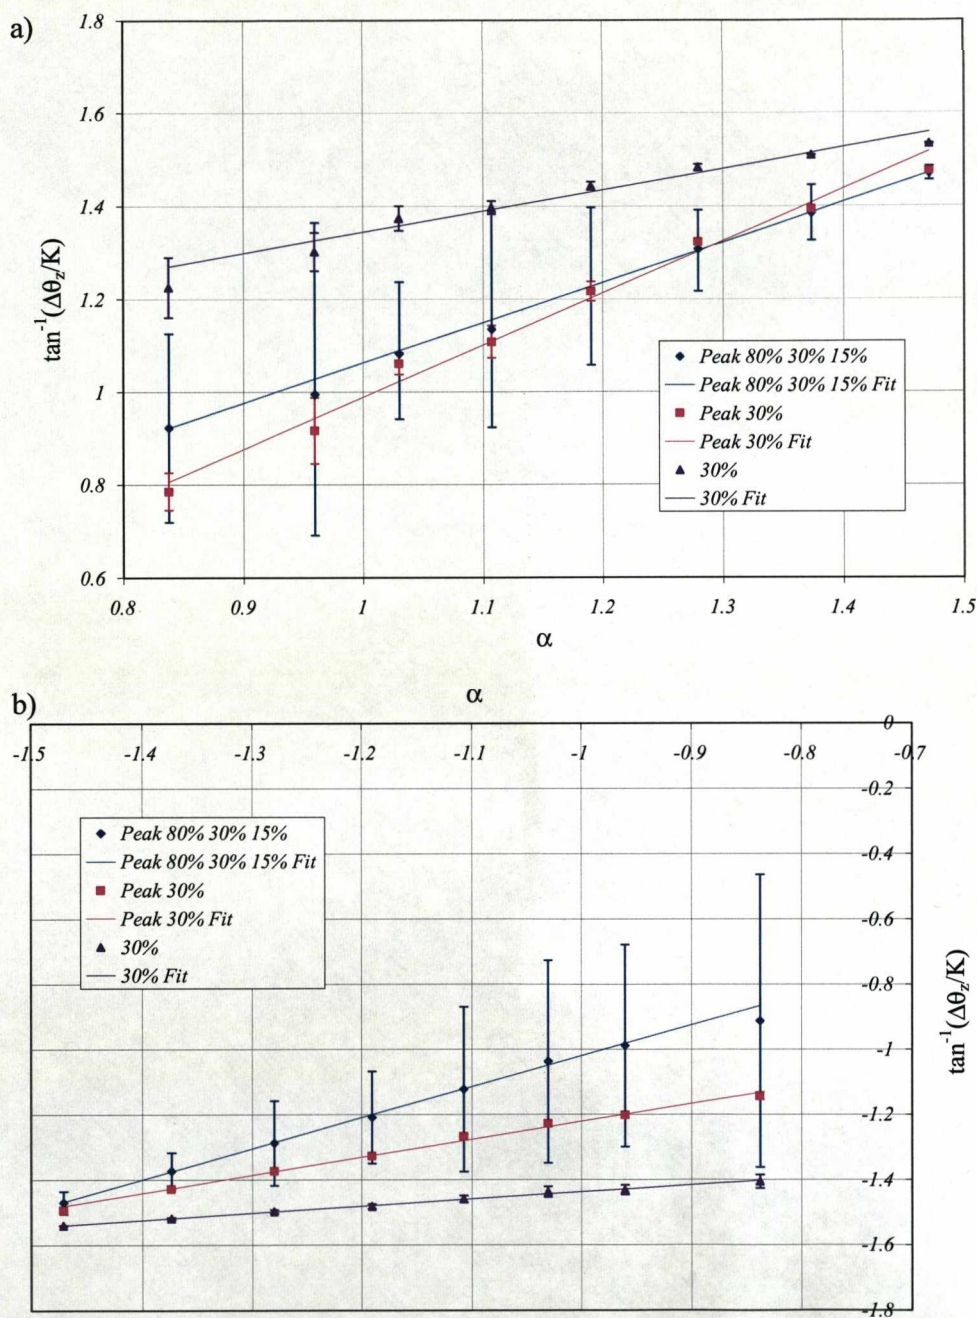 a)
1.8
1.6
1.4
1.2
1
0.8
0.6
tan⁻¹(Δθz/K)
0.8 0.9 1 1.1 1.2 1.3 1.4 1.5
α
Peak 80% 30% 15%
Peak 80% 30% 15% Fit
Peak 30%
Peak 30% Fit
30%
30% Fit
b)
α
-1.5 -1.4 -1.3 -1.2 -1.1 -1 -0.9 -0.8 -0.7
0
-0.2
-0.4
-0.6
-0.8
-1
-1.2
-1.4
-1.6
-1.8
tan⁻¹(Δθz/K)
Peak 80% 30% 15%
Peak 80% 30% 15% Fit
Peak 30%
Peak 30% Fit
30%
30% Fit